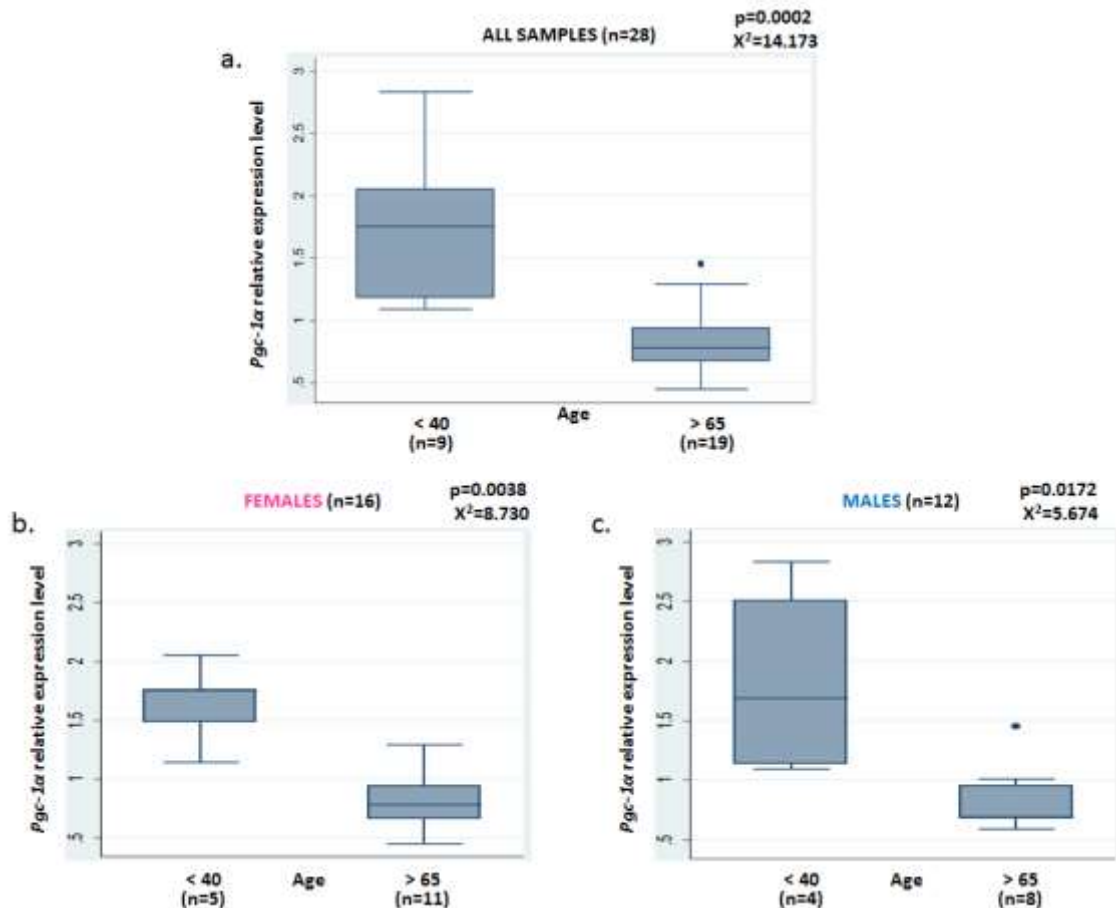 ALL SAMPLES (n=28)
p=0.0002
X²=14.173
a.
Pgc-1α relative expression level
3
2.5
2
1.5
1
.5
Age
< 40
(n=9)
> 65
(n=19)
b.
FEMALES (n=16)
p=0.0038
X²=8.730
Pgc-1α relative expression level
3
2.5
2
1.5
1
.5
< 40
(n=5)
Age
> 65
(n=11)
c.
MALES (n=12)
p=0.0172
X²=5.674
Pgc-1α relative expression level
3
2.5
2
1.5
1
.5
< 40
(n=4)
Age
> 65
(n=8)